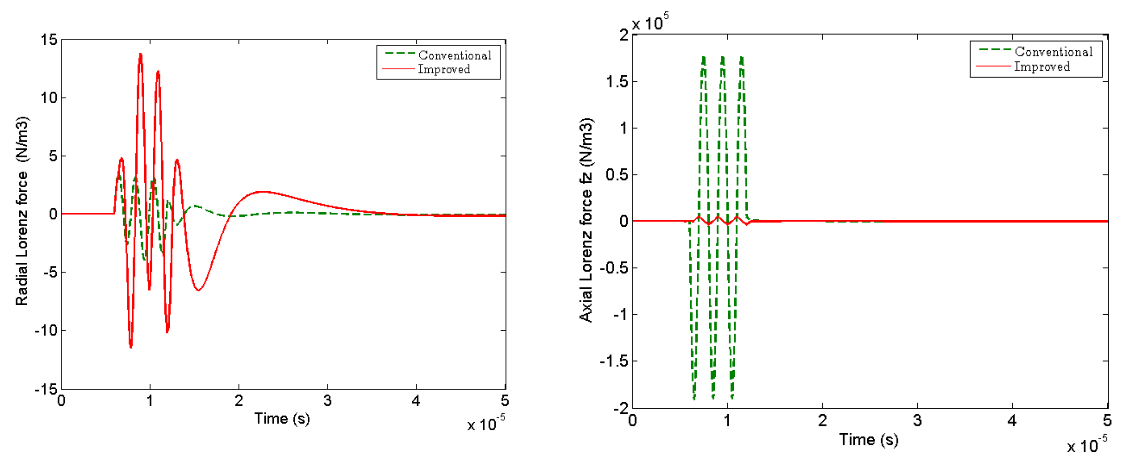 15
10
5
0
-5
-10
-15
Radial Lorenz force (N/m3)
Conventional
Improved
0 1 2 3 4 5
Time (s)
x 10-5
x 10^5
2
1.5
1
0.5
0
-0.5
-1
-1.5
-2
Axial Lorenz force fz (N/m3)
Conventional
Improved
0 1 2 3 4 5
Time (s)
x 10-5